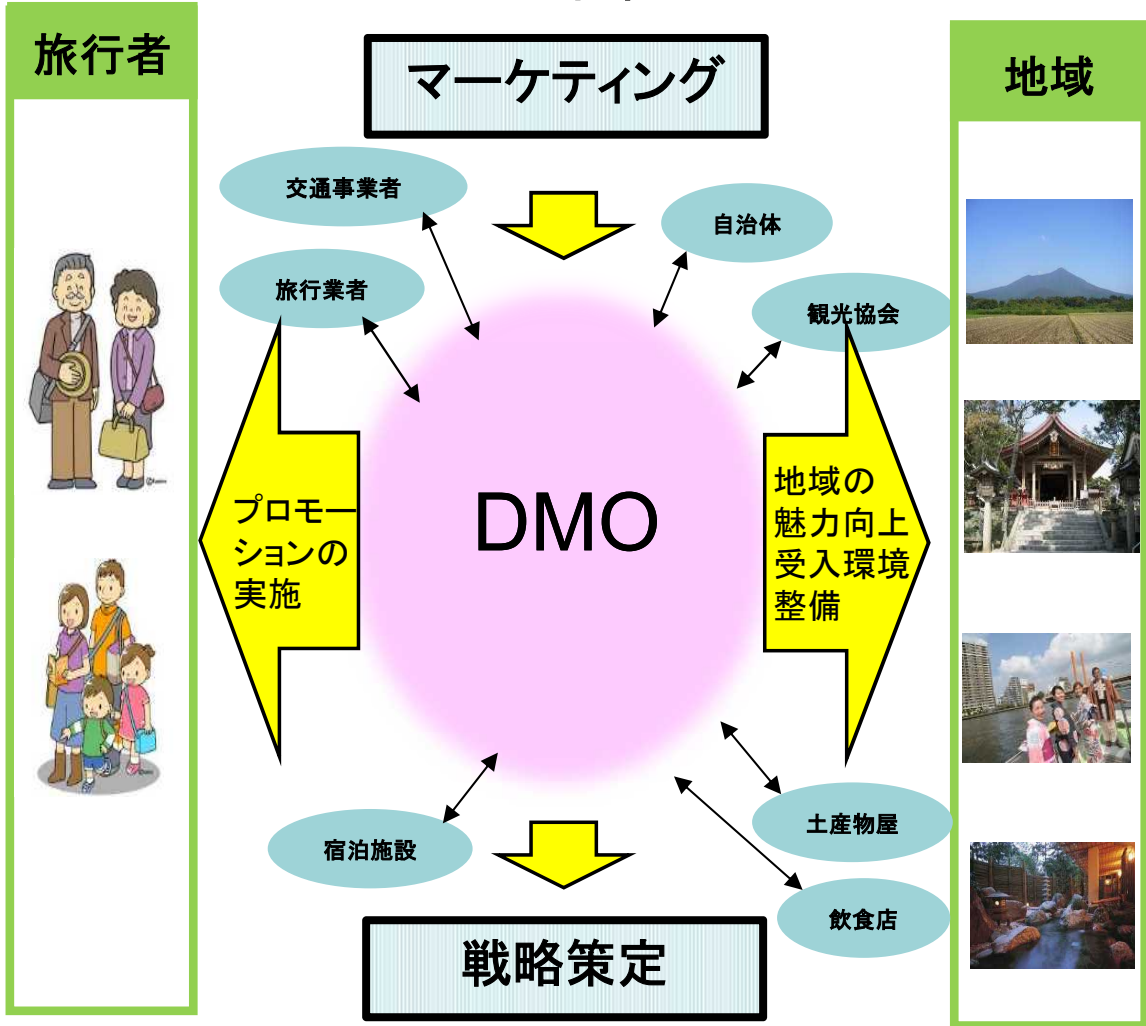 旅行者
マーケティング
地域
交通事業者
自治体
旅行業者
観光協会
プロモー
ションの
実施
DMO
地域の
魅力向上
受入環境
整備
宿泊施設
土産物屋
飲食店
戦略策定